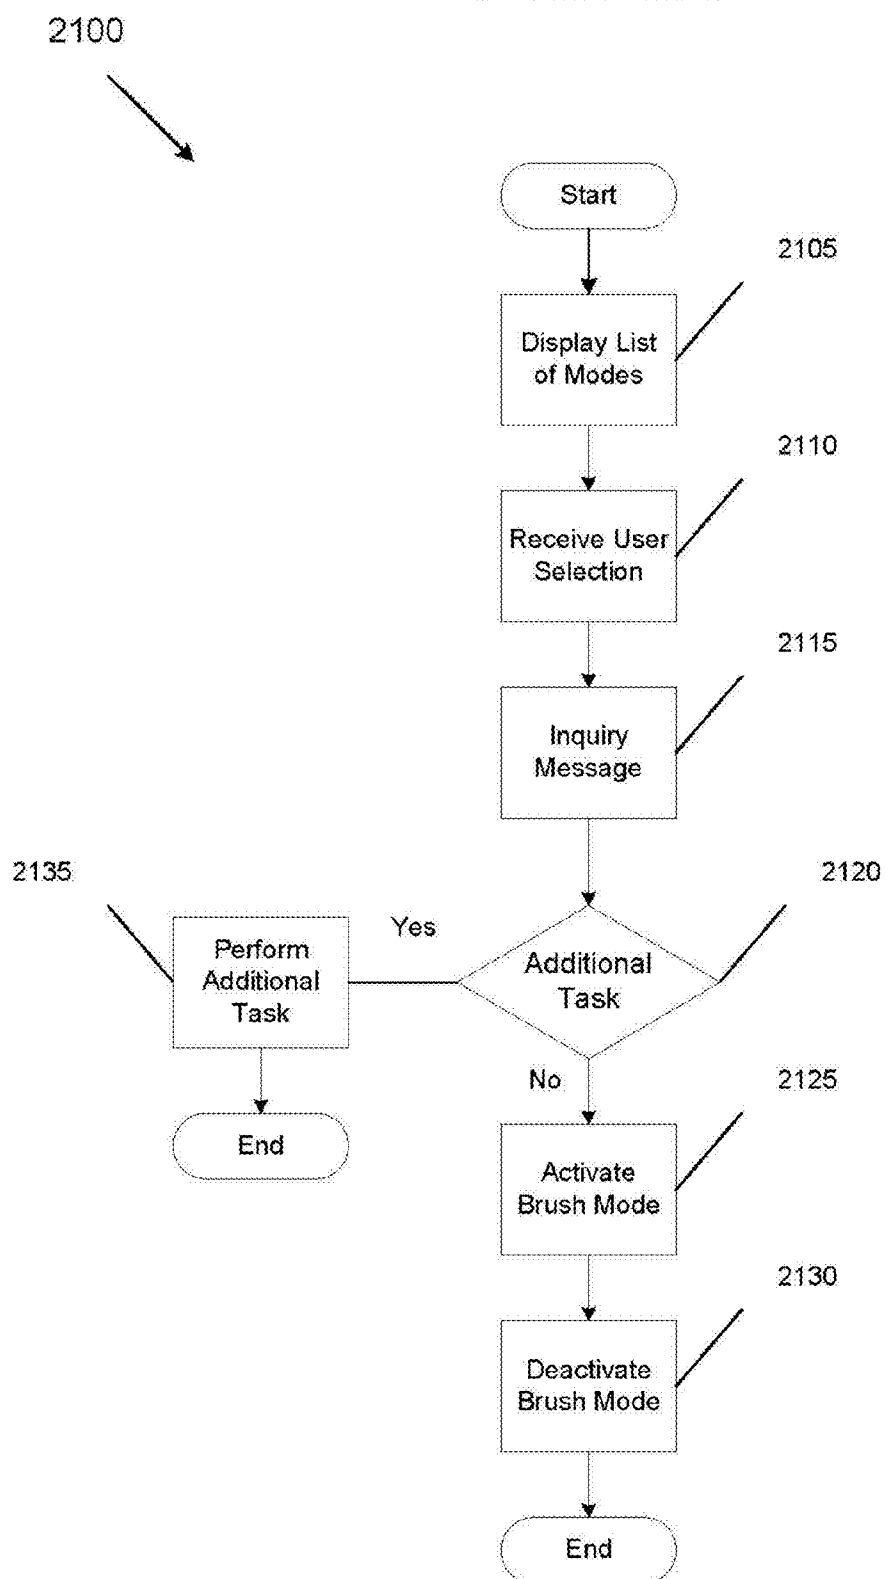 2100
Start
2105
Display List
of Modes
2110
Receive User
Selection
2115
Inquiry
Message
2135
2120
Yes
Perform
Additional
Task
Additional
Task
No
2125
End
Activate
Brush Mode
2130
Deactivate
Brush Mode
End